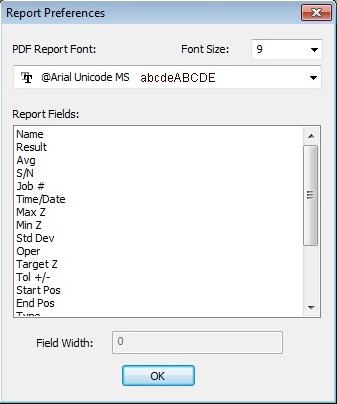 Report Preferences
PDF Report Font: Font Size: 9
@Arial Unicode MS abcdeABCDE
Report Fields:
Name
Result
Avg
S/N
Job #
Time/Date
Max Z
Min Z
Std Dev
Oper
Target Z
Tol +/-
Start Pos
End Pos
Type
Field Width: 0
OK